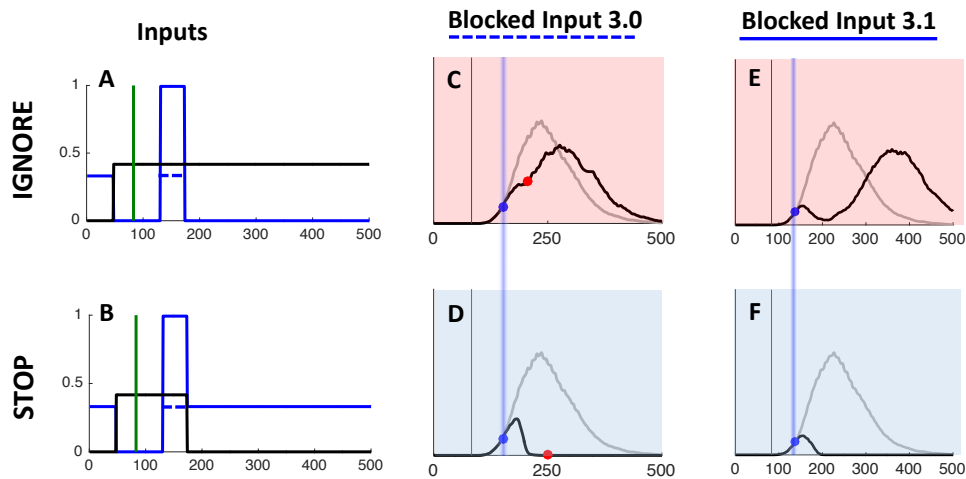 Inputs
Blocked Input 3.0
Blocked Input 3.1
IGNORE
A
1
0.5
0
0 100 200 300 400 500
C
0 250 500
E
0 100 200 300 400 500
STOP
B
1
0.5
0
0 100 200 300 400 500
D
0 250 500
F
0 100 200 300 400 500